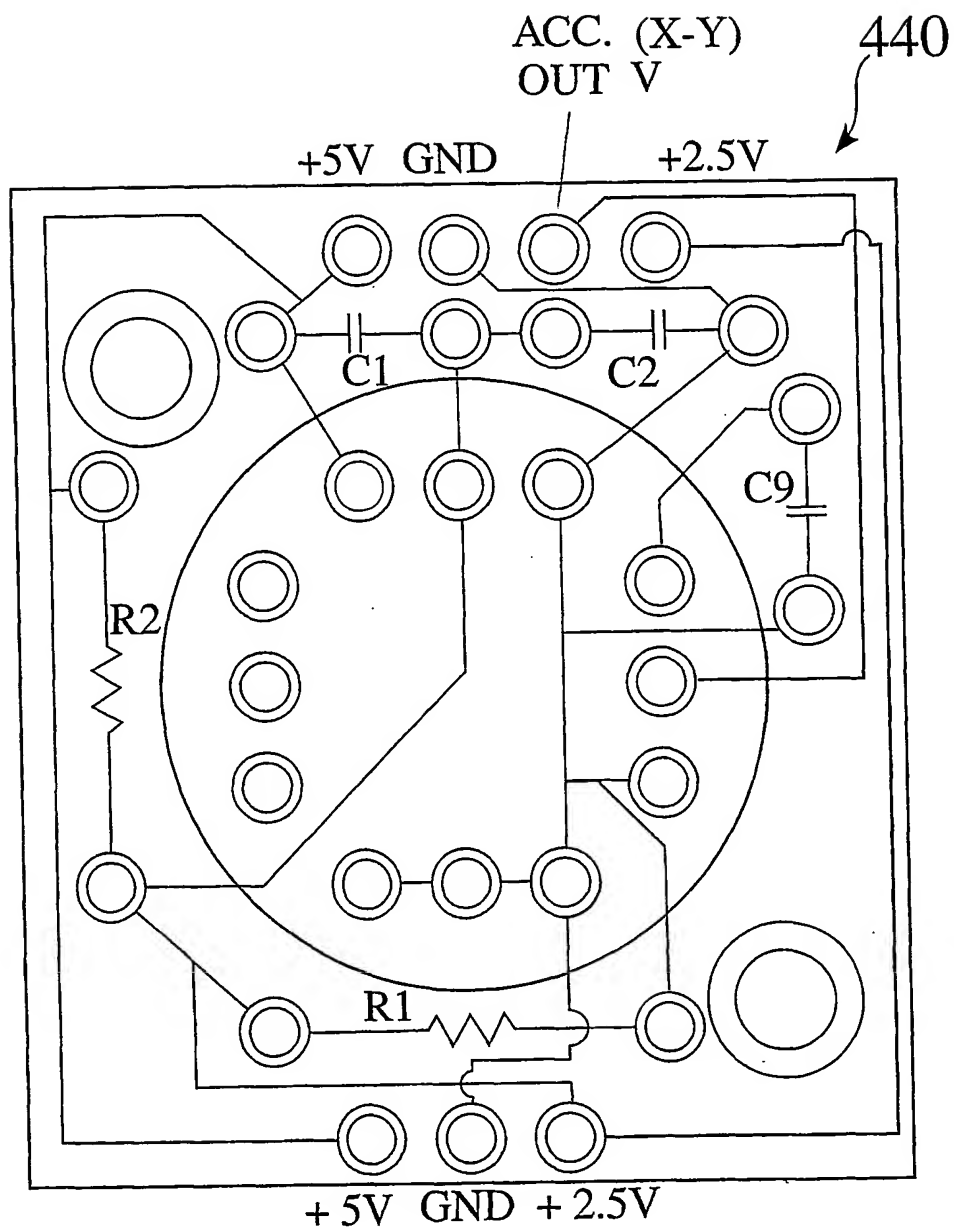 ACC. (X-Y)
OUT V
440
+5V GND +2.5V
C1
C2
C9
R2
R1
+5V GND +2.5V